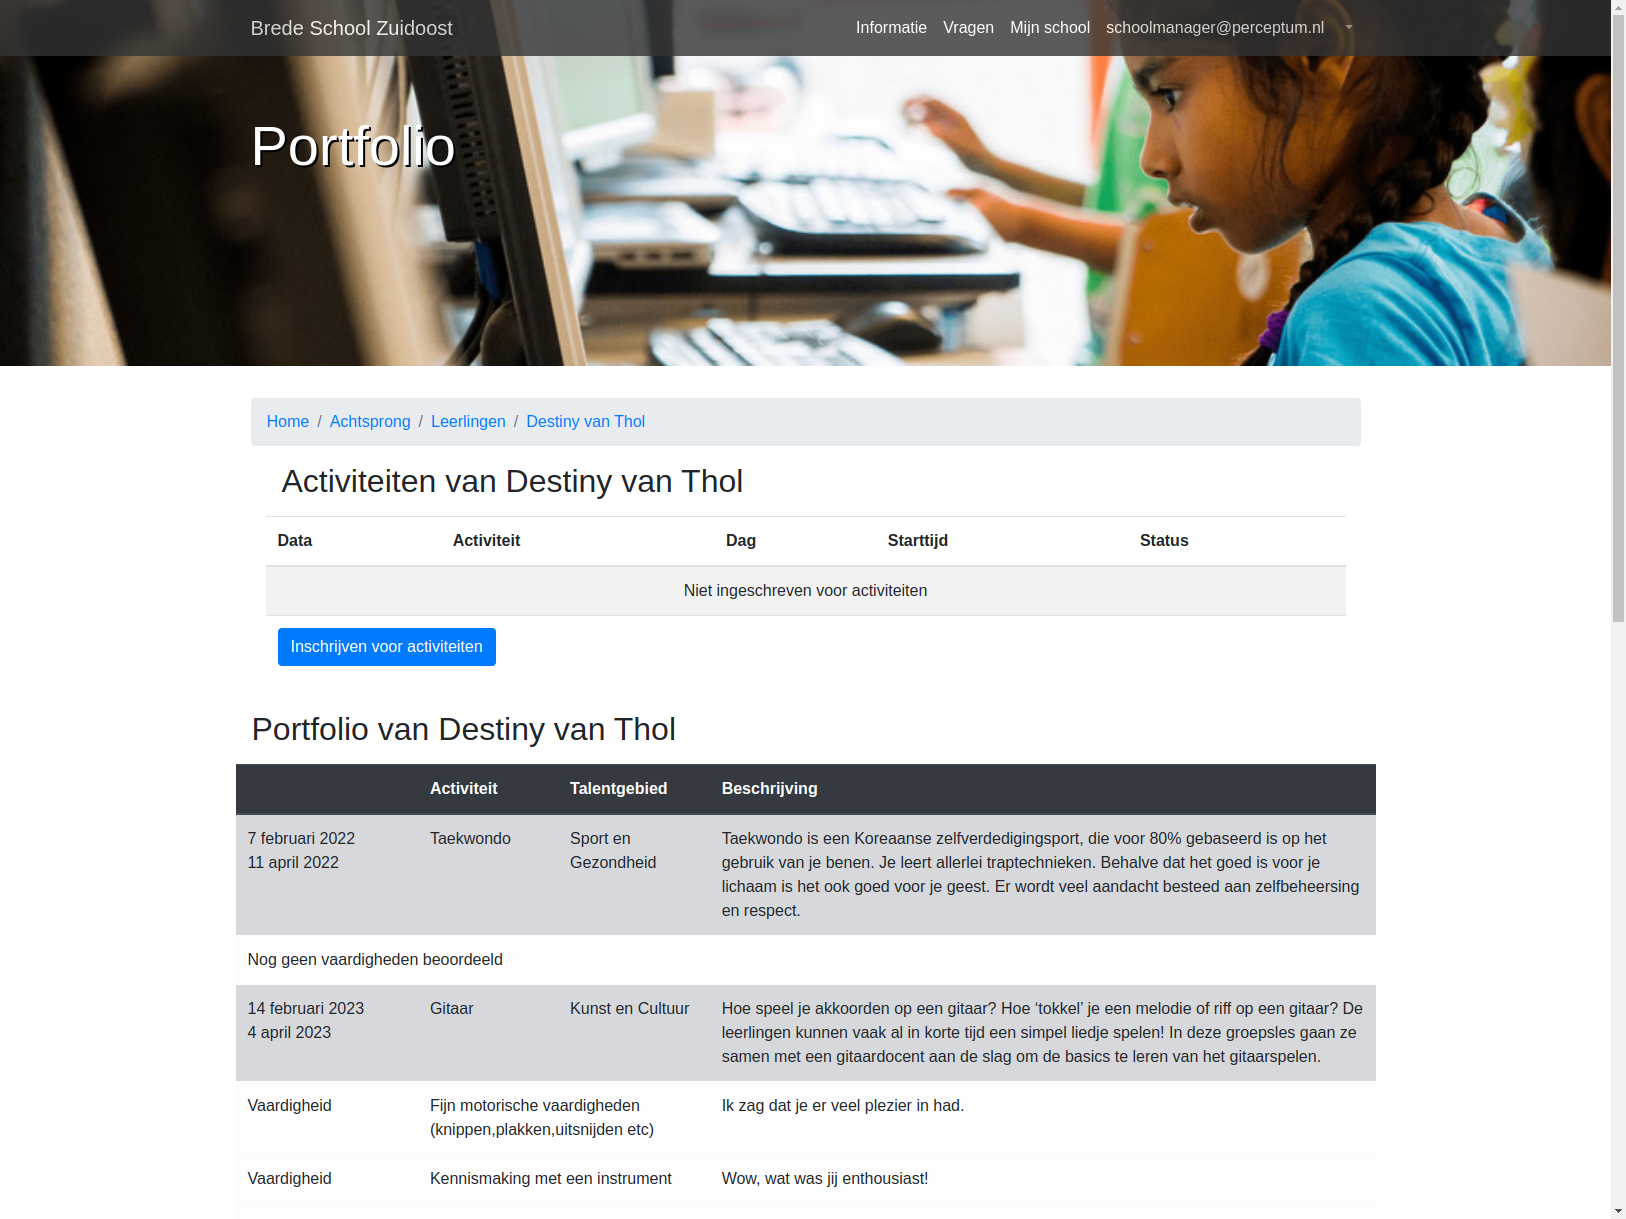 Brede School Zuidoost
Informatie Vragen Mijn school schoolmanager@perceptum.nl
Portfolio
Home / Achtsprong / Leerlingen / Destiny van Thol
Activiteiten van Destiny van Thol
Data Activiteit Dag Starttijd Status
Niet ingeschreven voor activiteiten
Inschrijven voor activiteiten
Portfolio van Destiny van Thol
Activiteit Talentgebied Beschrijving
7 februari 2022 Taekwondo Sport en Taekwondo is een Koreaanse zelfverdedigingsport, die voor 80% gebaseerd is op het
11 april 2022 Gezondheid gebruik van je benen. Je leert allerlei traptechnieken. Behalve dat het goed is voor je
lichaam is het ook goed voor je geest. Er wordt veel aandacht besteed aan zelfbeheersing
en respect.
Nog geen vaardigheden beoordeeld
14 februari 2023 Gitaar Kunst en Cultuur Hoe speel je akkoorden op een gitaar? Hoe ‘tokkel’ je een melodie of riff op een gitaar? De
4 april 2023 leerlingen kunnen vaak al in korte tijd een simpel liedje spelen! In deze groepsles gaan ze
samen met een gitaardocent aan de slag om de basics te leren van het gitaarspelen.
Vaardigheid Fijn motorische vaardigheden Ik zag dat je er veel plezier in had.
(knippen,plakken,uitsnijden etc)
Vaardigheid Kennismaking met een instrument Wow, wat was jij enthousiast!